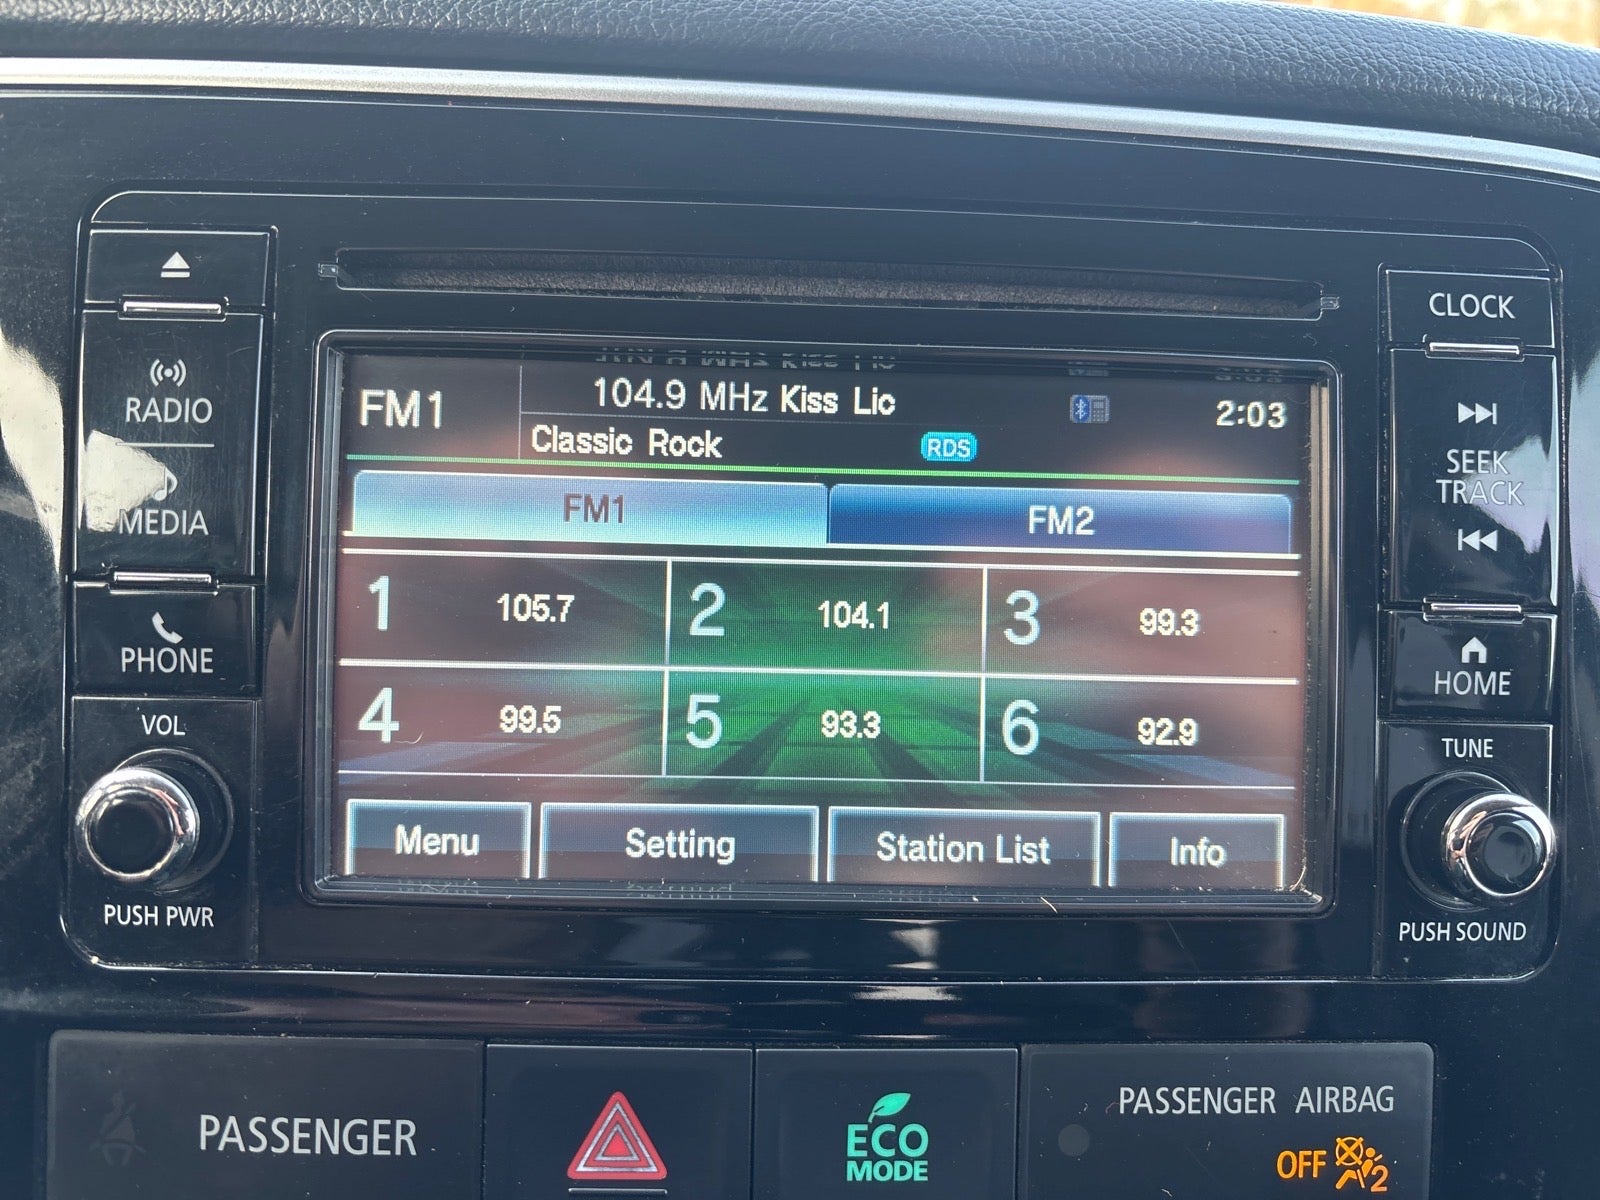 CLOCK
RADIO
MEDIA
PHONE
VOL
PUSH PWR
FM1
104.9 MHz Kiss Lic
2:03
Classic Rock
RDS
FM1
FM2
1 105.7
2 104.1
3 99.3
4 99.5
5 93.3
6 92.9
Menu
Setting
Station List
Info
SEEK
TRACK
HOME
TUNE
PUSH SOUND
PASSENGER
ECO
MODE
PASSENGER AIRBAG
OFF
2